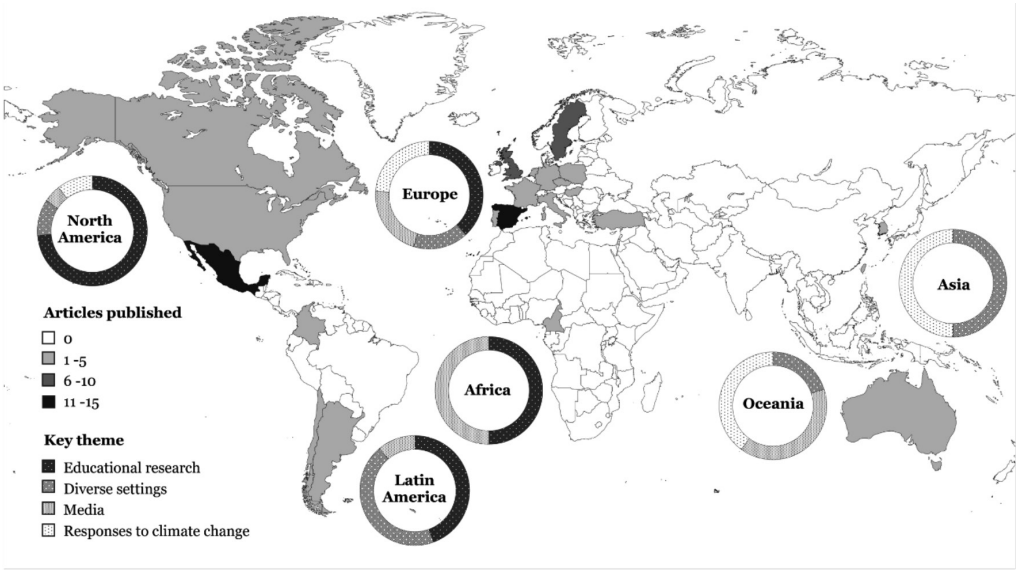 North
America
Europe
Asia
Africa
Oceania
Latin
America
Articles published
0
1 -5
6 -10
11 -15
Key theme
Educational research
Diverse settings
Media
Responses to climate change